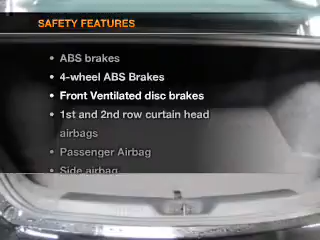 SAFETY FEATURES
• ABS brakes
• 4-wheel ABS Brakes
• Front Ventilated disc brakes
• 1st and 2nd row curtain head
airbags
• Passenger Airbag
• Side airbag